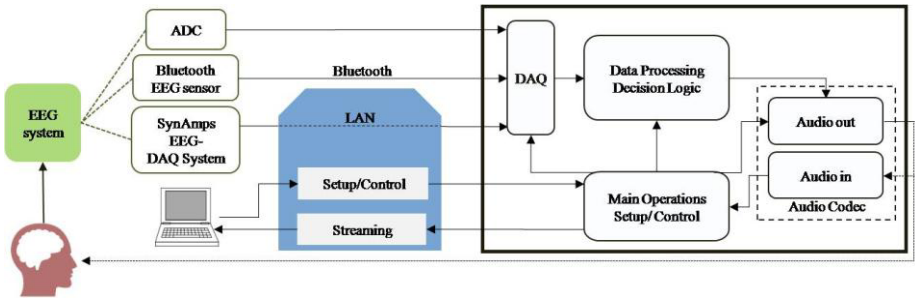 ADC
Bluetooth
EEG sensor
SynAmps
EEG-
DAQ System
EEG
system
Bluetooth
LAN
Setup/Control
Streaming
DAQ
Data Processing
Decision Logic
Main Operations
Setup/ Control
Audio out
Audio in
Audio Codec